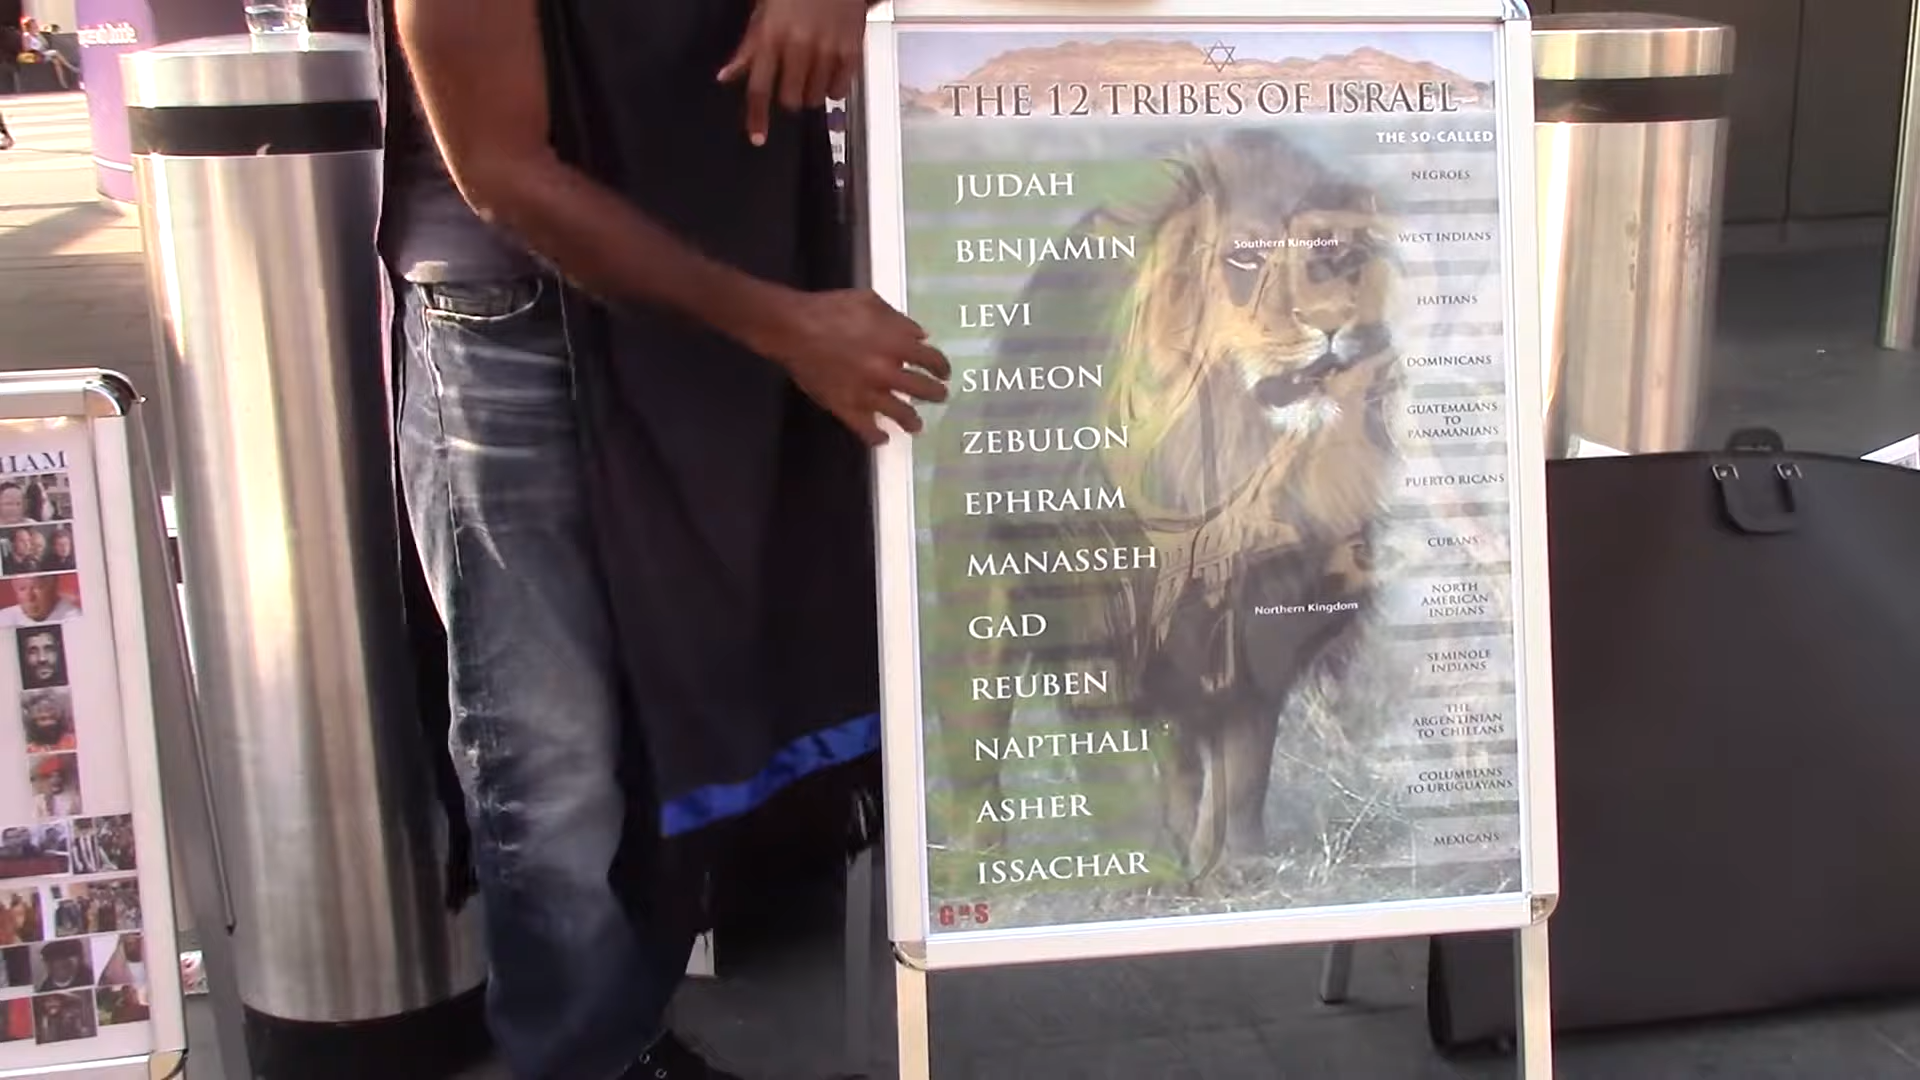 THE 12 TRIBES OF ISRAEL
THE SO-CALLED
JUDAH
NEGROES
BENJAMIN
Southern Kingdom
WEST INDIANS
LEVI
HAITIANS
SIMEON
DOMINICANS
ZEBULON
GUATEMALANS
TO
PANAMANIANS
EPHRAIM
PUERTO RICANS
MANASSEH
CUBANS
GAD
Northern Kingdom
NORTH
AMERICAN
INDIANS
REUBEN
SEMINOLE
INDIANS
NAPTHALI
THE
ARGENTINIAN
TO CHILEANS
ASHER
COLUMBIANS
TO URUGUAYANS
ISSACHAR
MEXICANS
HAM